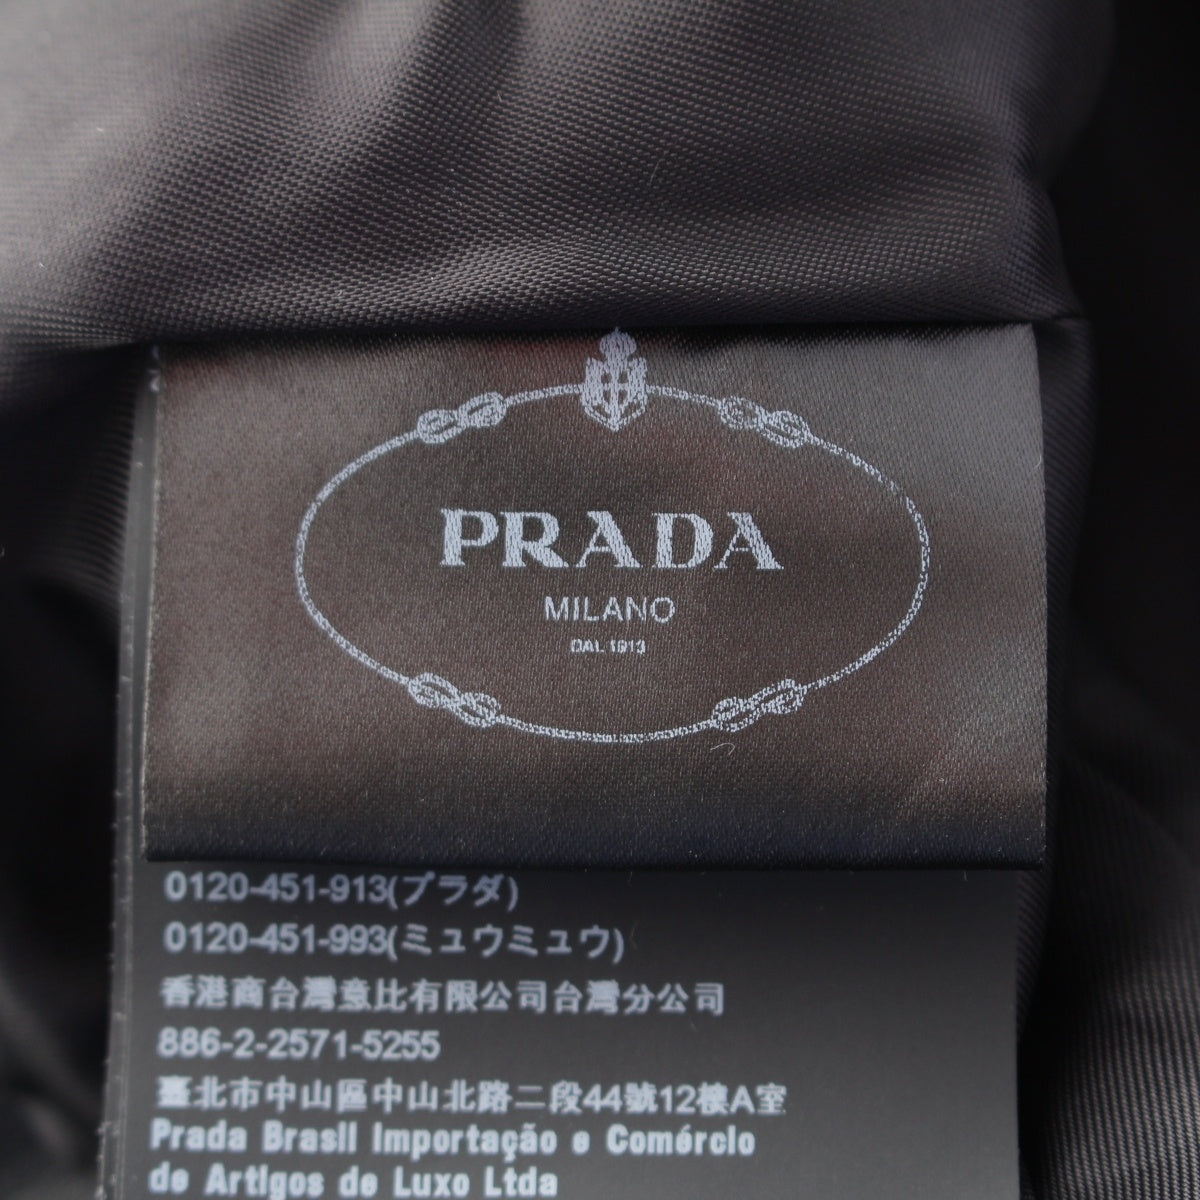 PRADA
MILANO
DAL 1913
0120-451-913(プラダ)
0120-451-993(ミュウミュウ)
香港商台灣意比有限公司台灣分公司
886-2-2571-5255
臺北市中山區中山北路二段44號12樓A室
Prada Brasil Importação e Comércio
de Artigos de Luxo Ltda